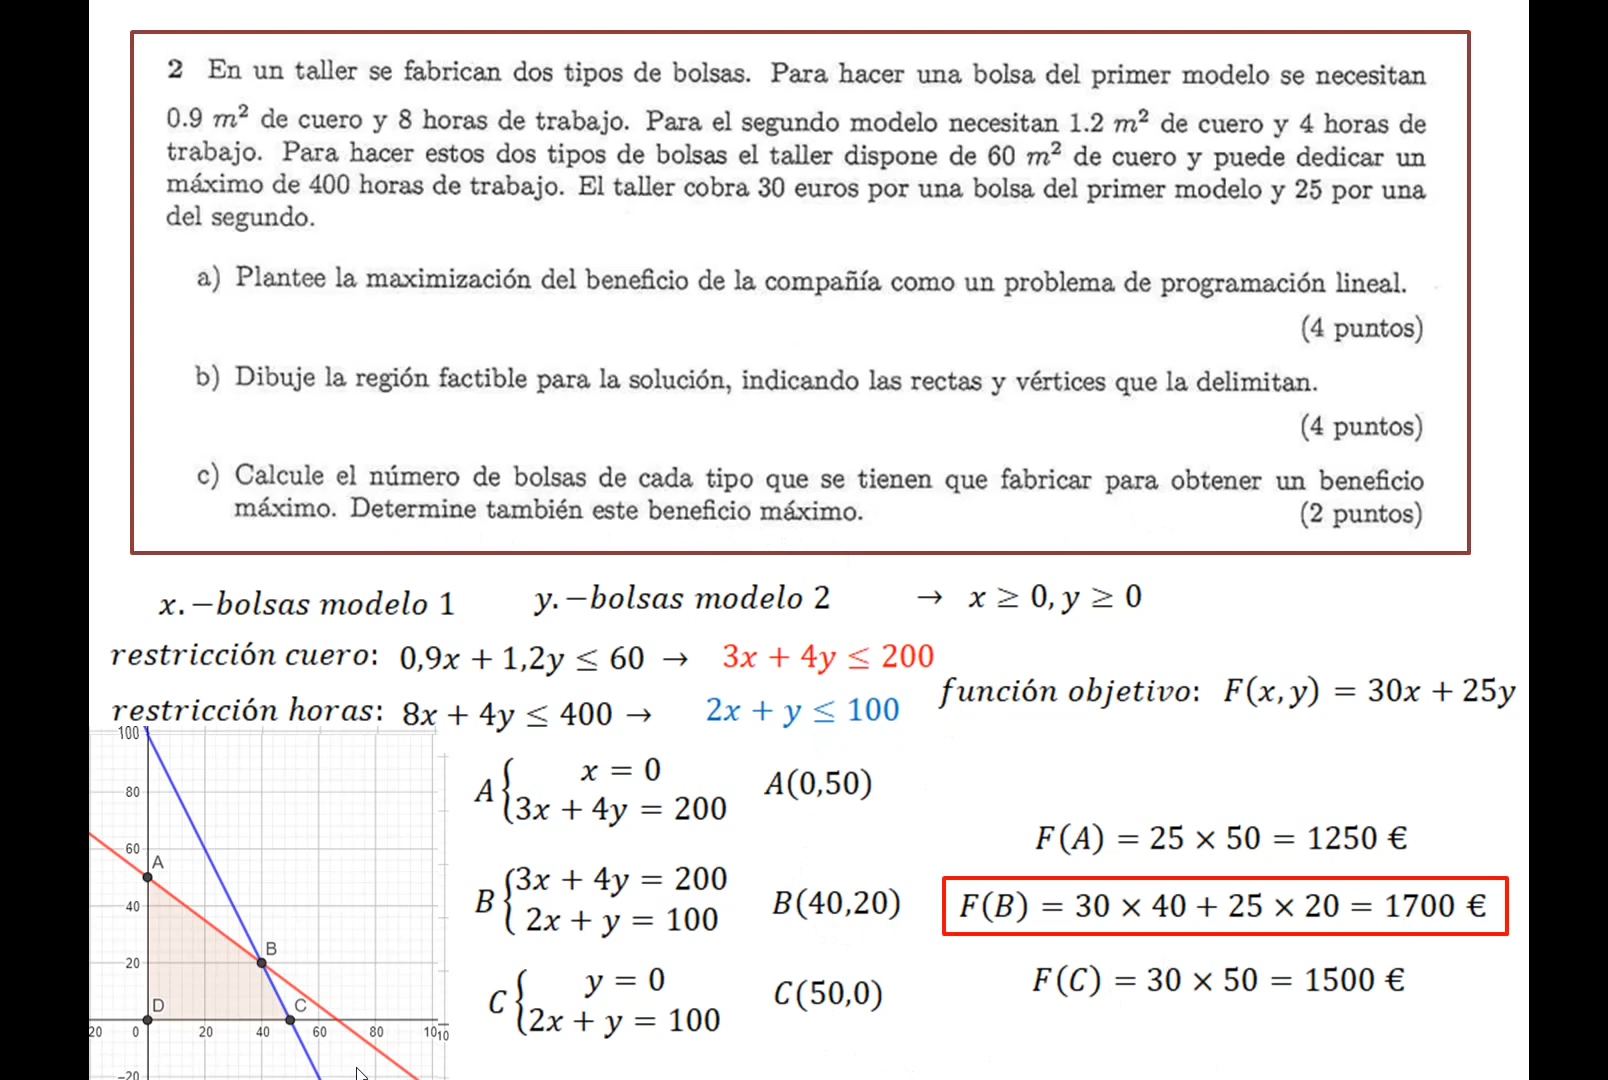 2 En un taller se fabrican dos tipos de bolsas. Para hacer una bolsa del primer modelo se necesitan
0.9 m² de cuero y 8 horas de trabajo. Para el segundo modelo necesitan 1.2 m² de cuero y 4 horas de
trabajo. Para hacer estos dos tipos de bolsas el taller dispone de 60 m² de cuero y puede dedicar un
máximo de 400 horas de trabajo. El taller cobra 30 euros por una bolsa del primer modelo y 25 por una
del segundo.
a) Plantee la maximización del beneficio de la compañía como un problema de programación lineal.
(4 puntos)
b) Dibuje la región factible para la solución, indicando las rectas y vértices que la delimitan.
(4 puntos)
c) Calcule el número de bolsas de cada tipo que se tienen que fabricar para obtener un beneficio
máximo. Determine también este beneficio máximo. (2 puntos)
x.−bolsas modelo 1 y.−bolsas modelo 2 → x ≥ 0, y ≥ 0
restricción cuero: 0,9x + 1,2y ≤ 60 → 3x + 4y ≤ 200
restricción horas: 8x + 4y ≤ 400 → 2x + y ≤ 100
función objetivo: F(x, y) = 30x + 25y
A { x = 0
3x + 4y = 200
A(0,50)
B { 3x + 4y = 200
2x + y = 100
B(40,20)
C { y = 0
2x + y = 100
C(50,0)
F(A) = 25 × 50 = 1250 €
F(B) = 30 × 40 + 25 × 20 = 1700 €
F(C) = 30 × 50 = 1500 €
100
80
60
A
40
B
20
D C
20 0 20 40 60 80 10 10
−20